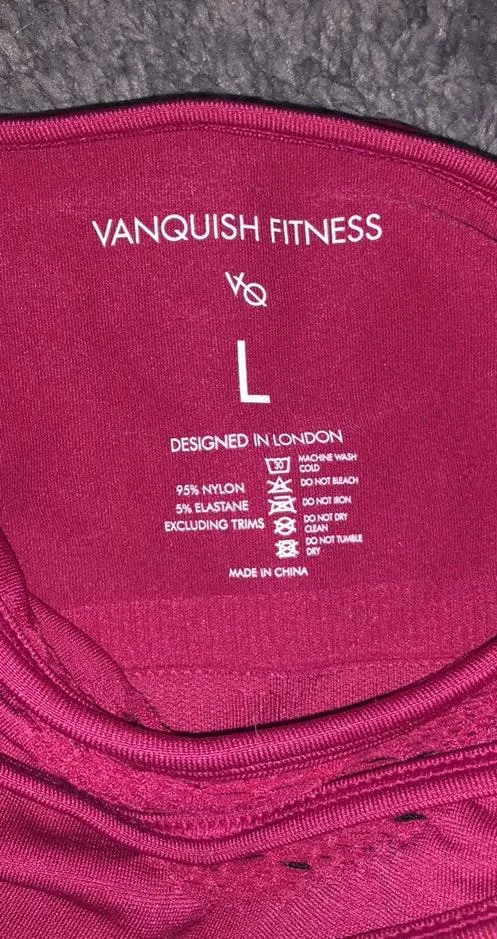 VANQUISH FITNESS
VQ
L
DESIGNED IN LONDON
95% NYLON
5% ELASTANE
EXCLUDING TRIMS
30
MACHINE WASH
COLD
DO NOT BLEACH
DO NOT IRON
DO NOT DRY
CLEAN
DO NOT TUMBLE
DRY
MADE IN CHINA